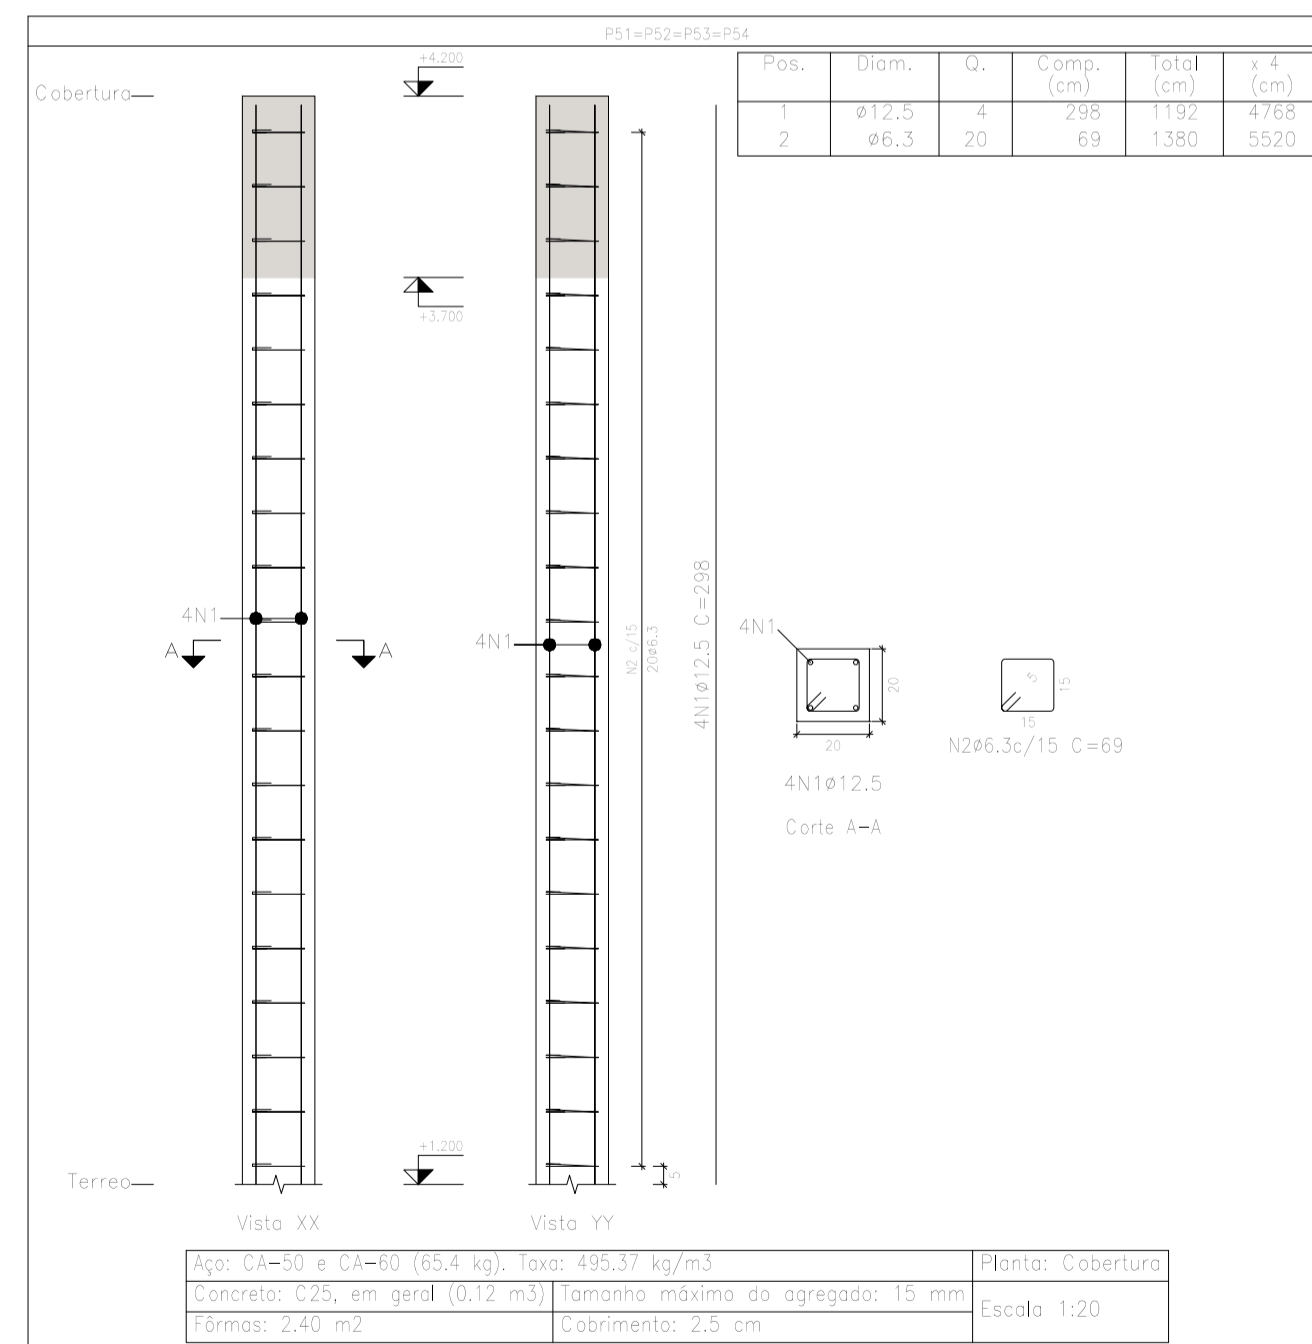 P51=P52=P53=P54
Cobertura
+4.200
Pos. Diam. Q. Comp. (cm) Total (cm) x 4 (cm)
1 ø12.5 4 298 1192 4768
2 ø6.3 20 69 1380 5520
+3.700
4N1
A A
4N1
N2 c/15
20ø6.3
4N1ø12.5 C=298
4N1
20
20
4N1ø12.5
Corte A-A
5
15
15
N2ø6.3c/15 C=69
+1.200
5
Terreo
Vista XX
Vista YY
Aço: CA-50 e CA-60 (65.4 kg). Taxa: 495.37 kg/m3
Planta: Cobertura
Concreto: C25, em geral (0.12 m3)
Tamanho máximo do agregado: 15 mm
Escala 1:20
Fôrmas: 2.40 m2
Cobrimento: 2.5 cm